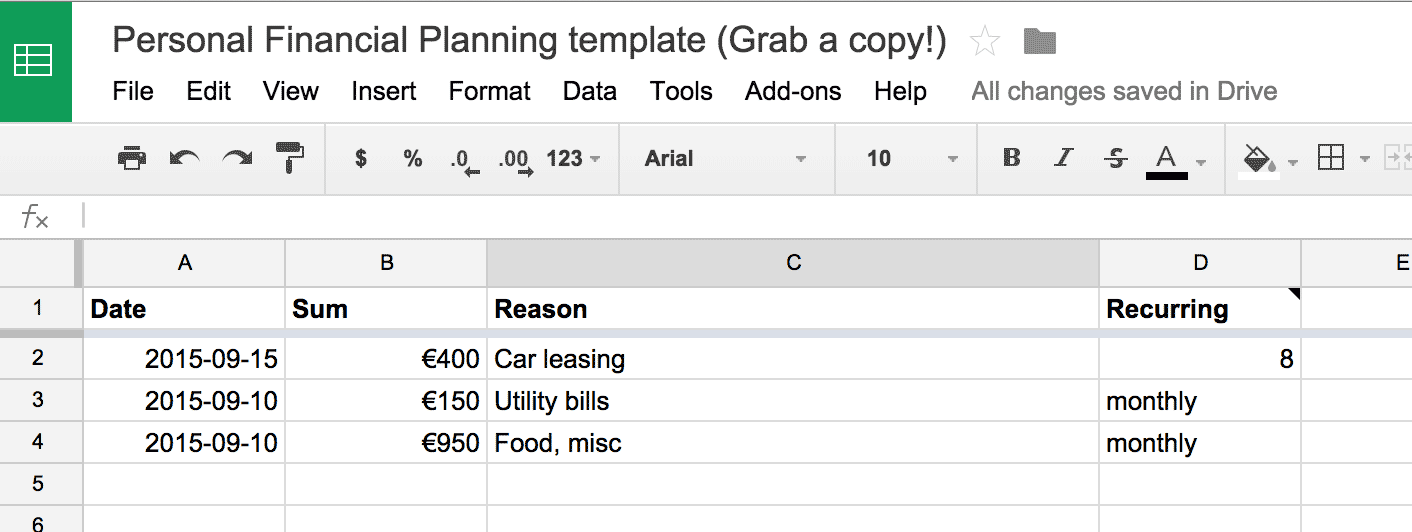 Personal Financial Planning template (Grab a copy!)
File Edit View Insert Format Data Tools Add-ons Help All changes saved in Drive
$ % .0 .00 123 Arial 10 B I S A
fx
A B C D E
1 Date Sum Reason Recurring
2 2015-09-15 €400 Car leasing 8
3 2015-09-10 €150 Utility bills monthly
4 2015-09-10 €950 Food, misc monthly
5
6